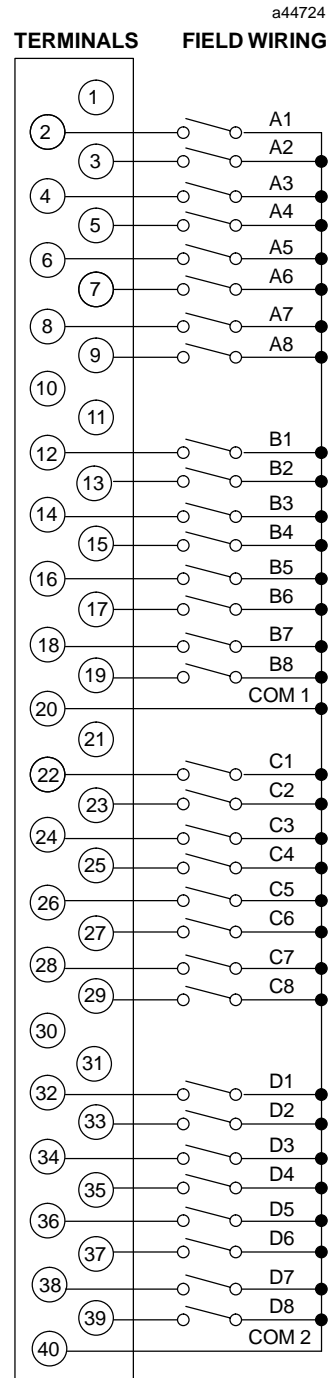 a44724
TERMINALS FIELD WIRING
1
2 A1
3 A2
4 A3
5 A4
6 A5
7 A6
8 A7
9 A8
10
11
12 B1
13 B2
14 B3
15 B4
16 B5
17 B6
18 B7
19 B8
20 COM 1
21
22 C1
23 C2
24 C3
25 C4
26 C5
27 C6
28 C7
29 C8
30
31
32 D1
33 D2
34 D3
35 D4
36 D5
37 D6
38 D7
39 D8
40 COM 2